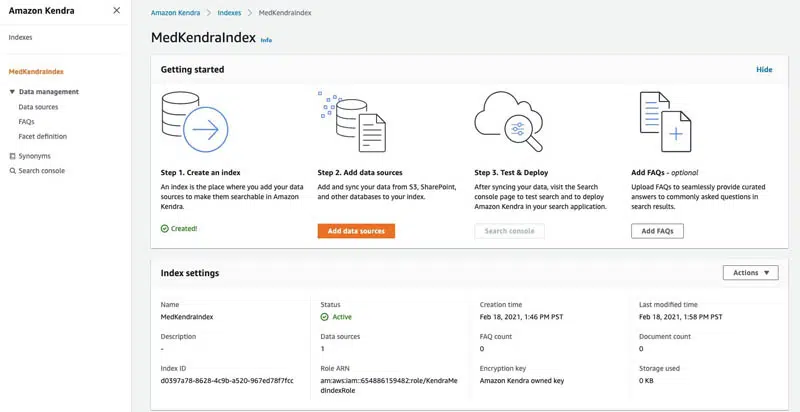 Amazon Kendra
Indexes
MedKendraIndex
Data management
Data sources
FAQs
Facet definition
Synonyms
Search console
Amazon Kendra > Indexes > MedKendraIndex
MedKendraIndex Info
Getting started
Hide
Step 1. Create an index
An index is the place where you add your data
sources to make them searchable in Amazon
Kendra.
Created!
Step 2. Add data sources
Add and sync your data from S3, SharePoint,
and other databases to your index.
Add data sources
Step 3. Test & Deploy
After syncing your data, visit the Search
console page to test search and to deploy
Amazon Kendra in your search application.
Search console
Add FAQs - optional
Upload FAQs to seamlessly provide curated
answers to commonly asked questions in
search results.
Add FAQs
Index settings
Actions
Name
MedKendraIndex
Description
-
Index ID
d0397a78-8628-4c9b-a520-967ed78f7fcc
Status
Active
Data sources
1
Role ARN
arn:aws:iam::654886159482:role/KendraMe
dIndexRole
Creation time
Feb 18, 2021, 1:46 PM PST
FAQ count
0
Encryption key
Amazon Kendra owned key
Last modified time
Feb 18, 2021, 1:58 PM PST
Document count
0
Storage used
0 KB